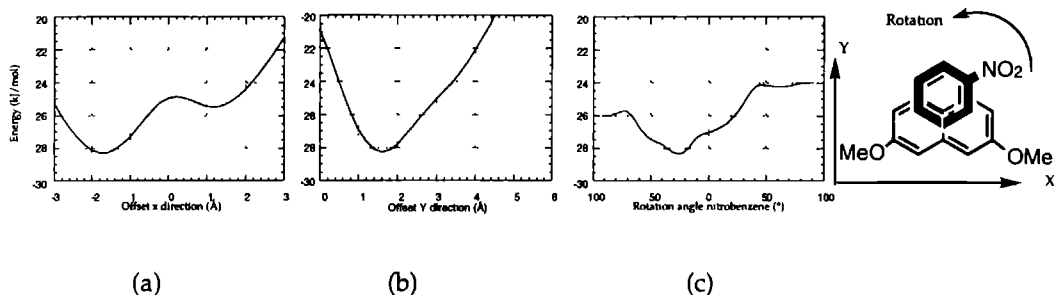 Energy (kJ/mol)
20
22
24
26
28
-30
-3 -2 -1 0 1 2 3
Offset x direction (Å)
-20
22
24
26
28
-30
0 1 2 3 4 5 6
Offset Y direction (Å)
20
22
24
26
28
-30
100 50 0 50 100
Rotation angle nitrobenzene (°)
Rotation
Y
NO₂
MeO
OMe
X
(a) (b) (c)